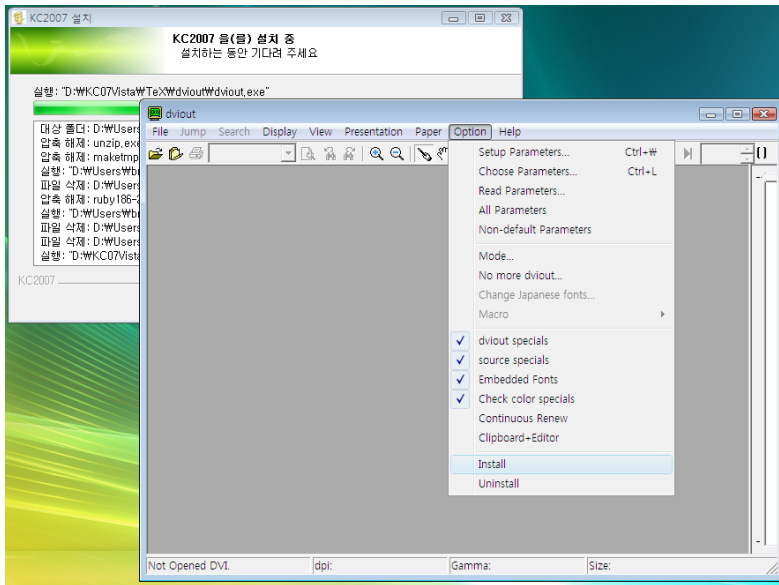 KC2007 설치
KC2007 을(를) 설치 중
설치하는 동안 기다려 주세요
실행: "D:₩KC07Vista₩TeX₩dviout₩dviout,exe"
대상 폴더: D:₩Users
압축 해제: unzip,exe
압축 해제: maketmp
실행: "D:₩Users₩br
파일 삭제: D:₩Users
압축 해제: ruby186-2
실행: "D:₩Users₩br
파일 삭제: D:₩Users
파일 삭제: D:₩Users
실행: "D:₩KC07Vista
KC2007
dviout
File Jump Search Display View Presentation Paper Option Help
Setup Parameters... Ctrl+₩
Choose Parameters... Ctrl+L
Read Parameters...
All Parameters
Non-default Parameters
Mode...
No more dviout...
Change Japanese fonts...
Macro
dviout specials
source specials
Embedded Fonts
Check color specials
Continuous Renew
Clipboard+Editor
Install
Uninstall
Not Opened DVI. dpi: Gamma: Size: